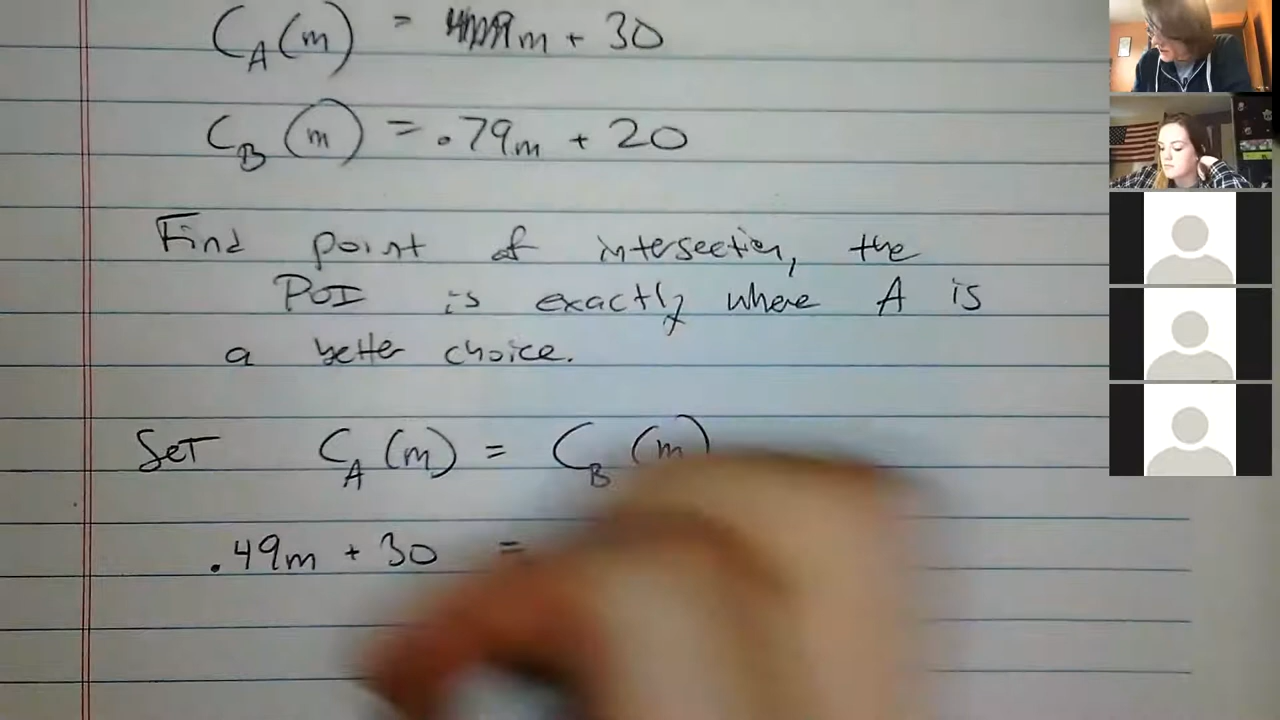 C_A(m) = m + 30
C_B(m) = .79m + 20
Find point of intersection, the
POI is exactly where A is
a better choice.
Set C_A(m) = C_B(m)
.49m + 30 =